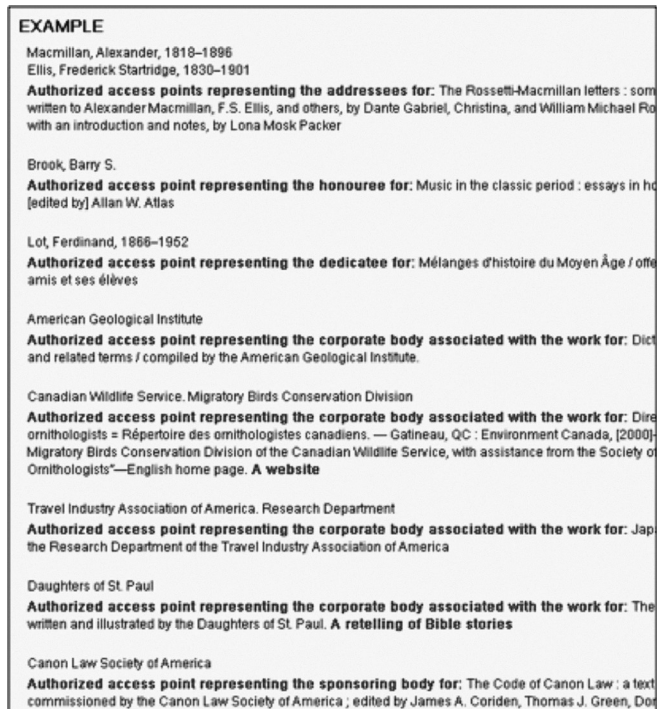 EXAMPLE
Macmillan, Alexander, 1818–1896
Ellis, Frederick Startridge, 1830–1901
Authorized access points representing the addressees for: The Rossetti-Macmillan letters : som
written to Alexander Macmillan, F.S. Ellis, and others, by Dante Gabriel, Christina, and William Michael Ro
with an introduction and notes, by Lona Mosk Packer
Brook, Barry S.
Authorized access point representing the honouree for: Music in the classic period : essays in ho
[edited by] Allan W. Atlas
Lot, Ferdinand, 1866–1952
Authorized access point representing the dedicatee for: Mélanges d'histoire du Moyen Âge / offe
amis et ses élèves
American Geological Institute
Authorized access point representing the corporate body associated with the work for: Dict
and related terms / compiled by the American Geological Institute.
Canadian Wildlife Service. Migratory Birds Conservation Division
Authorized access point representing the corporate body associated with the work for: Dire
ornithologists = Répertoire des ornithologistes canadiens. — Gatineau, QC : Environment Canada, [2000]-
Migratory Birds Conservation Division of the Canadian Wildlife Service, with assistance from the Society of
Ornithologists"—English home page. A website
Travel Industry Association of America. Research Department
Authorized access point representing the corporate body associated with the work for: Jap
the Research Department of the Travel Industry Association of America
Daughters of St. Paul
Authorized access point representing the corporate body associated with the work for: The
written and illustrated by the Daughters of St. Paul. A retelling of Bible stories
Canon Law Society of America
Authorized access point representing the sponsoring body for: The Code of Canon Law : a text
commissioned by the Canon Law Society of America ; edited by James A. Coriden, Thomas J. Green, Don